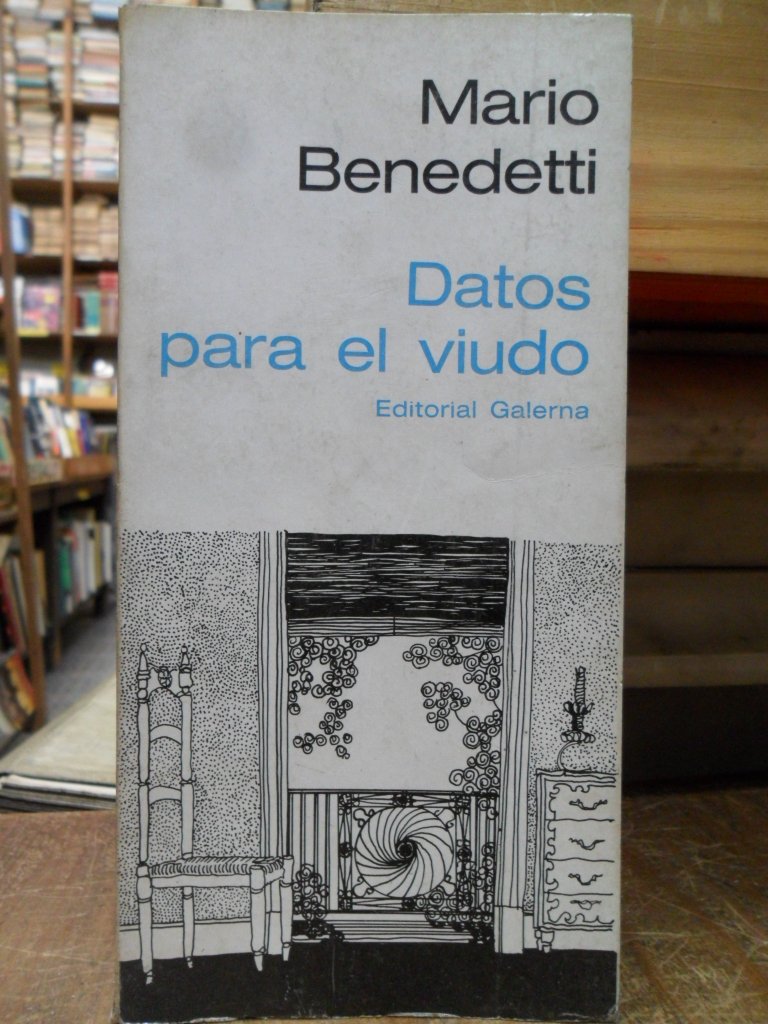 Mario
Benedetti
Datos
para el viudo
Editorial Galerna